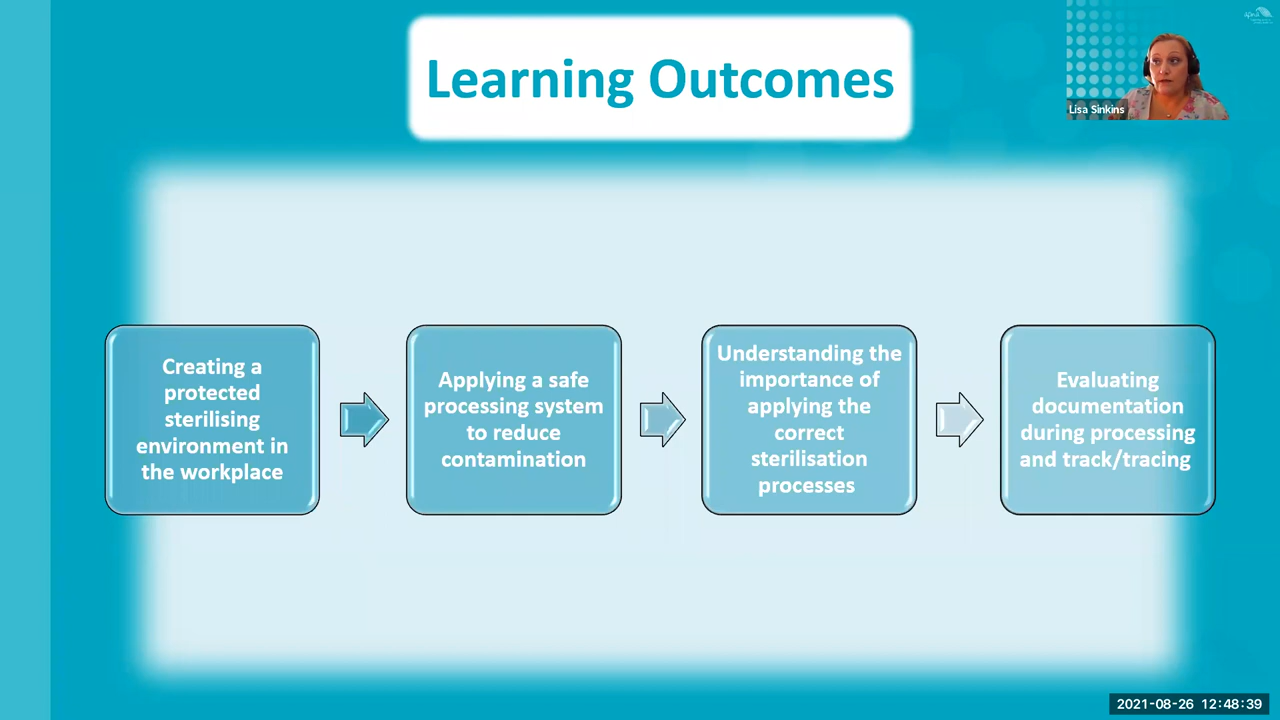 Learning Outcomes
apna
Lisa Sinkins
Creating a
protected
sterilising
environment in
the workplace
Applying a safe
processing system
to reduce
contamination
Understanding the
importance of
applying the
correct
sterilisation
processes
Evaluating
documentation
during processing
and track/tracing
2021-08-26 12:48:39